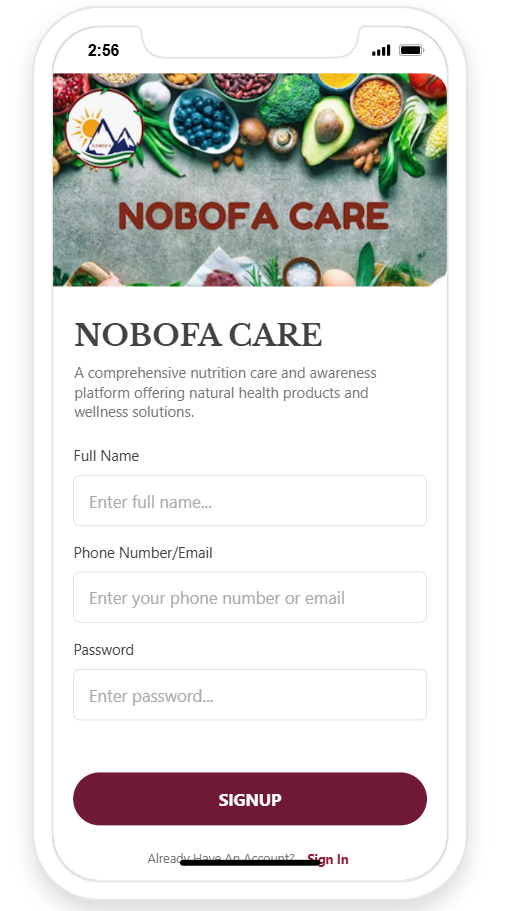 2:56
NOBOFA CARE
NOBOFA CARE
A comprehensive nutrition care and awareness
platform offering natural health products and
wellness solutions.
Full Name
Enter full name...
Phone Number/Email
Enter your phone number or email
Password
Enter password...
SIGNUP
Already Have An Account? Sign In